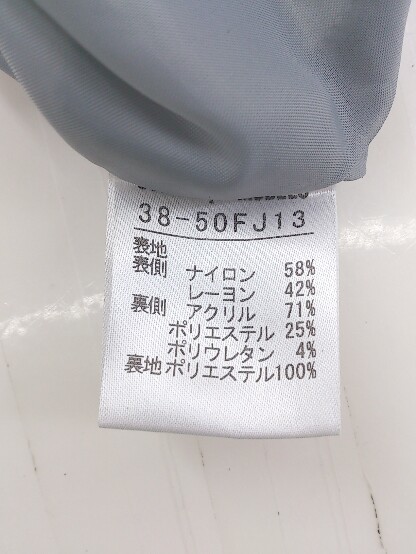 38-50FJ13
表地
表側 ナイロン 58%
レーヨン 42%
裏側 アクリル 71%
ポリエステル 25%
ポリウレタン 4%
裏地 ポリエステル100%